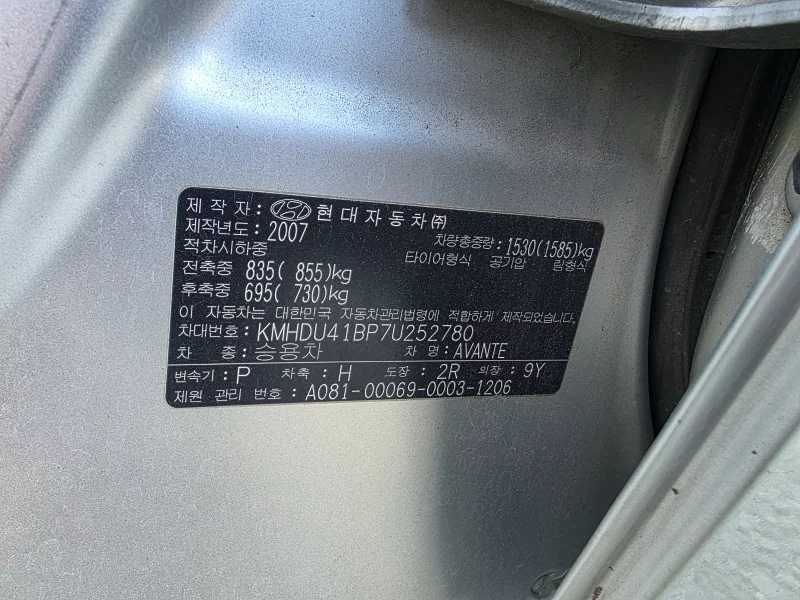 제 작 자: 현대자동차㈜
제작년도: 2007 차량총중량: 1530(1585)kg
적차시하중 타이어형식 공기압 림형식
전축중 835( 855)kg
후축중 695( 730)kg
이 자동차는 대한민국 자동차관리법령에 적합하게 제작되었습니다.
차대번호: KMHDU41BP7U252780
차 종: 승용차 차 명: AVANTE
변속기: P 차축: H 도장: 2R 의장: 9Y
제원 관리 번호: A081-00069-0003-1206